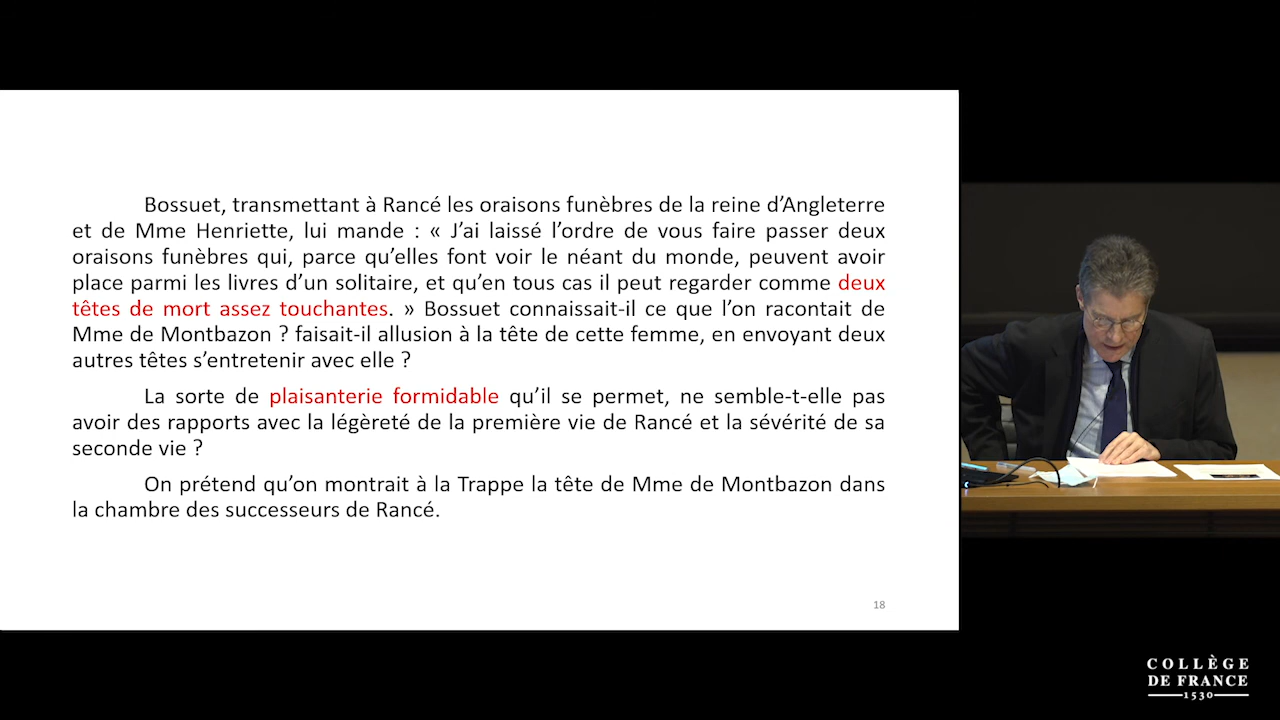 Bossuet, transmettant à Rancé les oraisons funèbres de la reine d’Angleterre
et de Mme Henriette, lui mande : « J’ai laissé l’ordre de vous faire passer deux
oraisons funèbres qui, parce qu’elles font voir le néant du monde, peuvent avoir
place parmi les livres d’un solitaire, et qu’en tous cas il peut regarder comme deux
têtes de mort assez touchantes. » Bossuet connaissait-il ce que l’on racontait de
Mme de Montbazon ? faisait-il allusion à la tête de cette femme, en envoyant deux
autres têtes s’entretenir avec elle ?
La sorte de plaisanterie formidable qu’il se permet, ne semble-t-elle pas
avoir des rapports avec la légèreté de la première vie de Rancé et la sévérité de sa
seconde vie ?
On prétend qu’on montrait à la Trappe la tête de Mme de Montbazon dans
la chambre des successeurs de Rancé.
18
COLLÈGE
DE FRANCE
1530